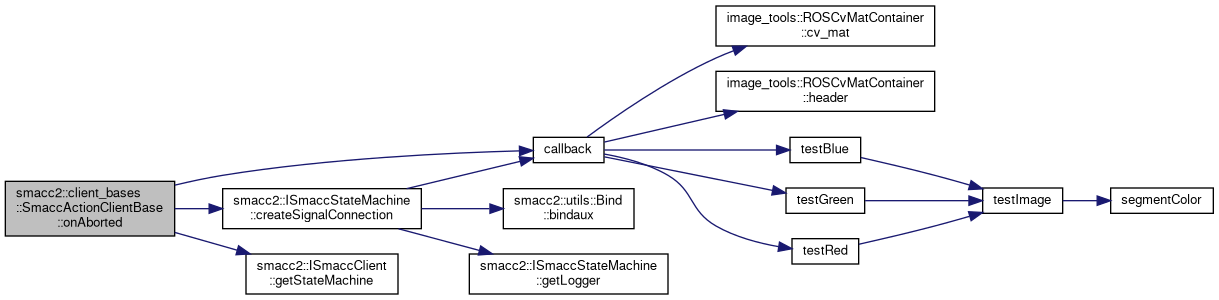 smacc2::client_bases
::SmaccActionClientBase
::onAborted
smacc2::ISmaccStateMachine
::createSignalConnection
smacc2::ISmaccClient
::getStateMachine
callback
smacc2::utils::Bind
::bindaux
smacc2::ISmaccStateMachine
::getLogger
image_tools::ROSCvMatContainer
::cv_mat
image_tools::ROSCvMatContainer
::header
testBlue
testGreen
testRed
testImage
segmentColor